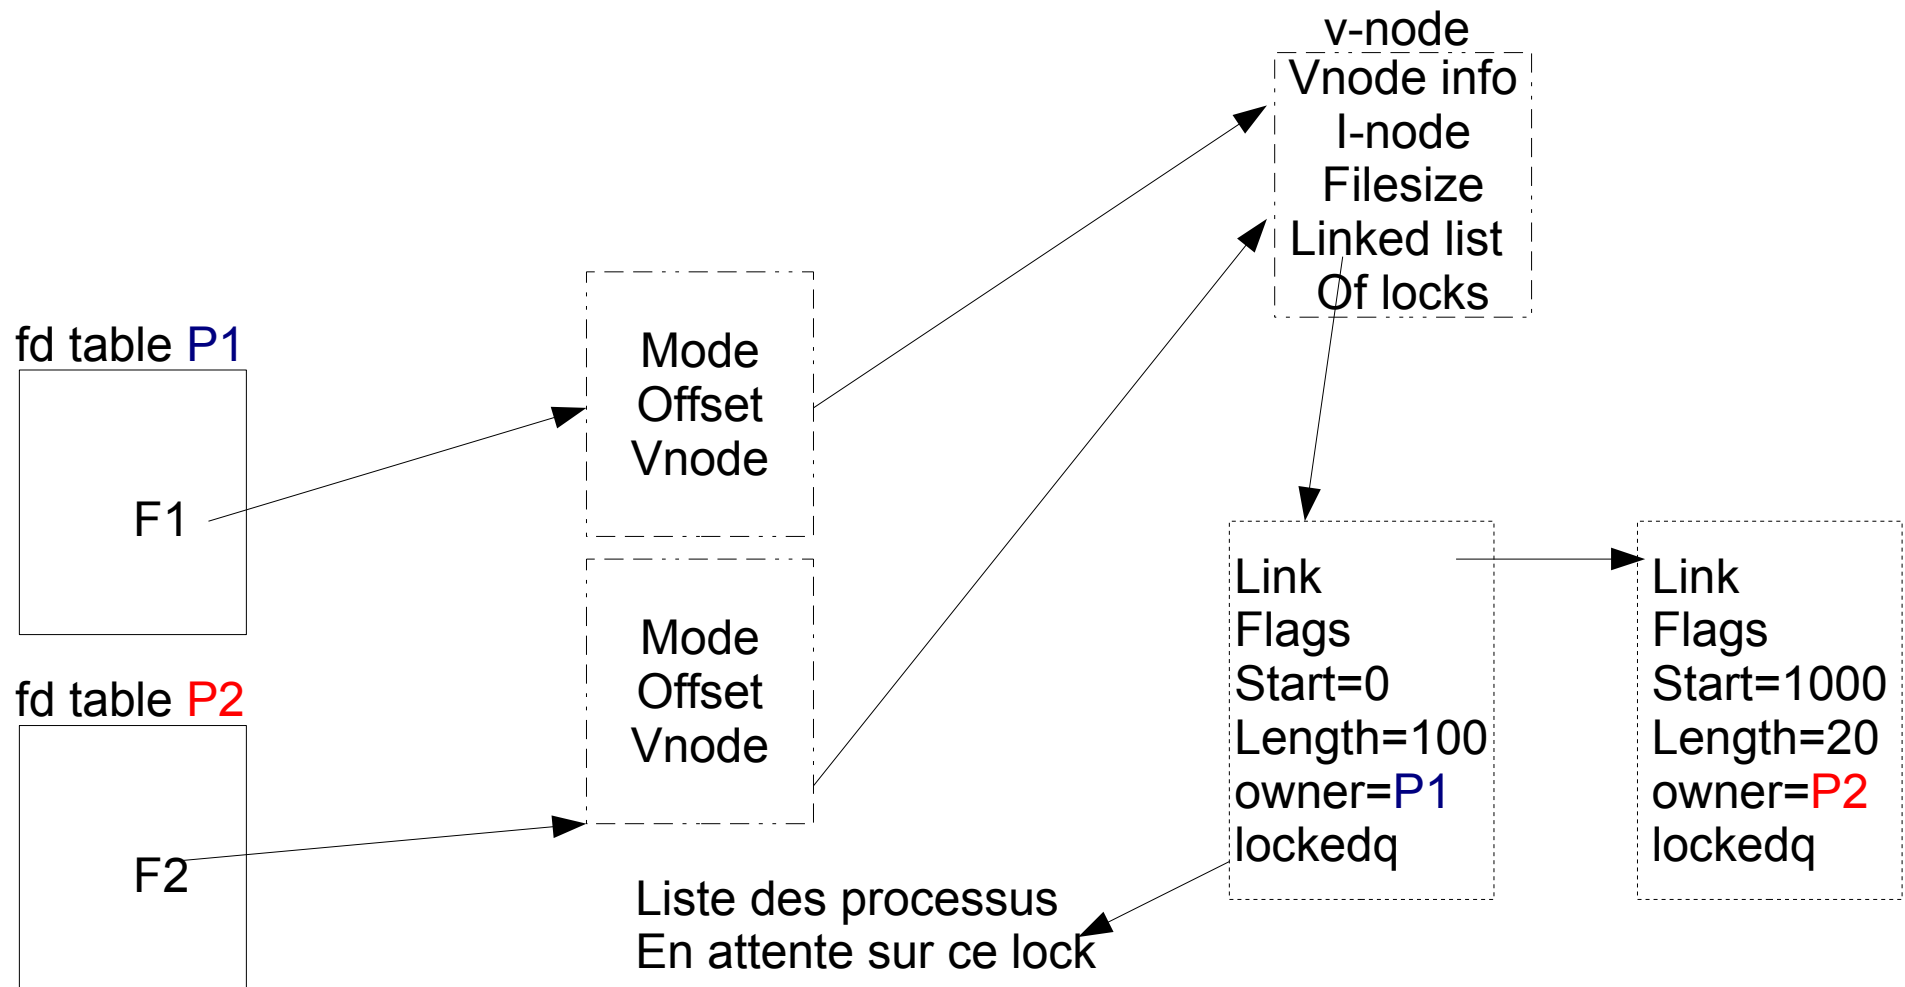 v-node
Vnode info
I-node
Filesize
Linked list
Of locks
fd table P1
F1
Mode
Offset
Vnode
fd table P2
F2
Mode
Offset
Vnode
Link
Flags
Start=0
Length=100
owner=P1
lockedq
Link
Flags
Start=1000
Length=20
owner=P2
lockedq
Liste des processus
En attente sur ce lock